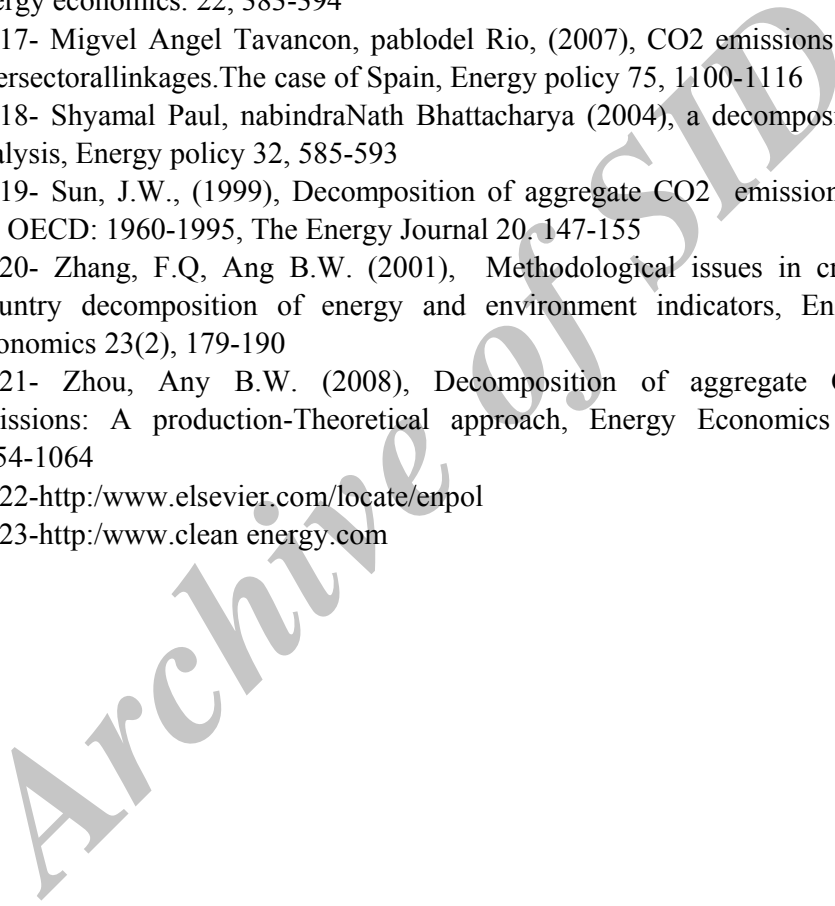 ergy economics. 22, 383-394
17- Migvel Angel Tavancon, pablodel Rio, (2007), CO2 emissions
ersectorallinkages.The case of Spain, Energy policy 75, 1100-1116
18- Shyamal Paul, nabindraNath Bhattacharya (2004), a decomposi
alysis, Energy policy 32, 585-593
19- Sun, J.W., (1999), Decomposition of aggregate CO2 emission
OECD: 1960-1995, The Energy Journal 20. 147-155
20- Zhang, F.Q, Ang B.W. (2001), Methodological issues in cr
untry decomposition of energy and environment indicators, En
onomics 23(2), 179-190
21- Zhou, Any B.W. (2008), Decomposition of aggregate C
issions: A production-Theoretical approach, Energy Economics
54-1064
22-http:/www.elsevier.com/locate/enpol
23-http:/www.clean energy.com
Archive of SID